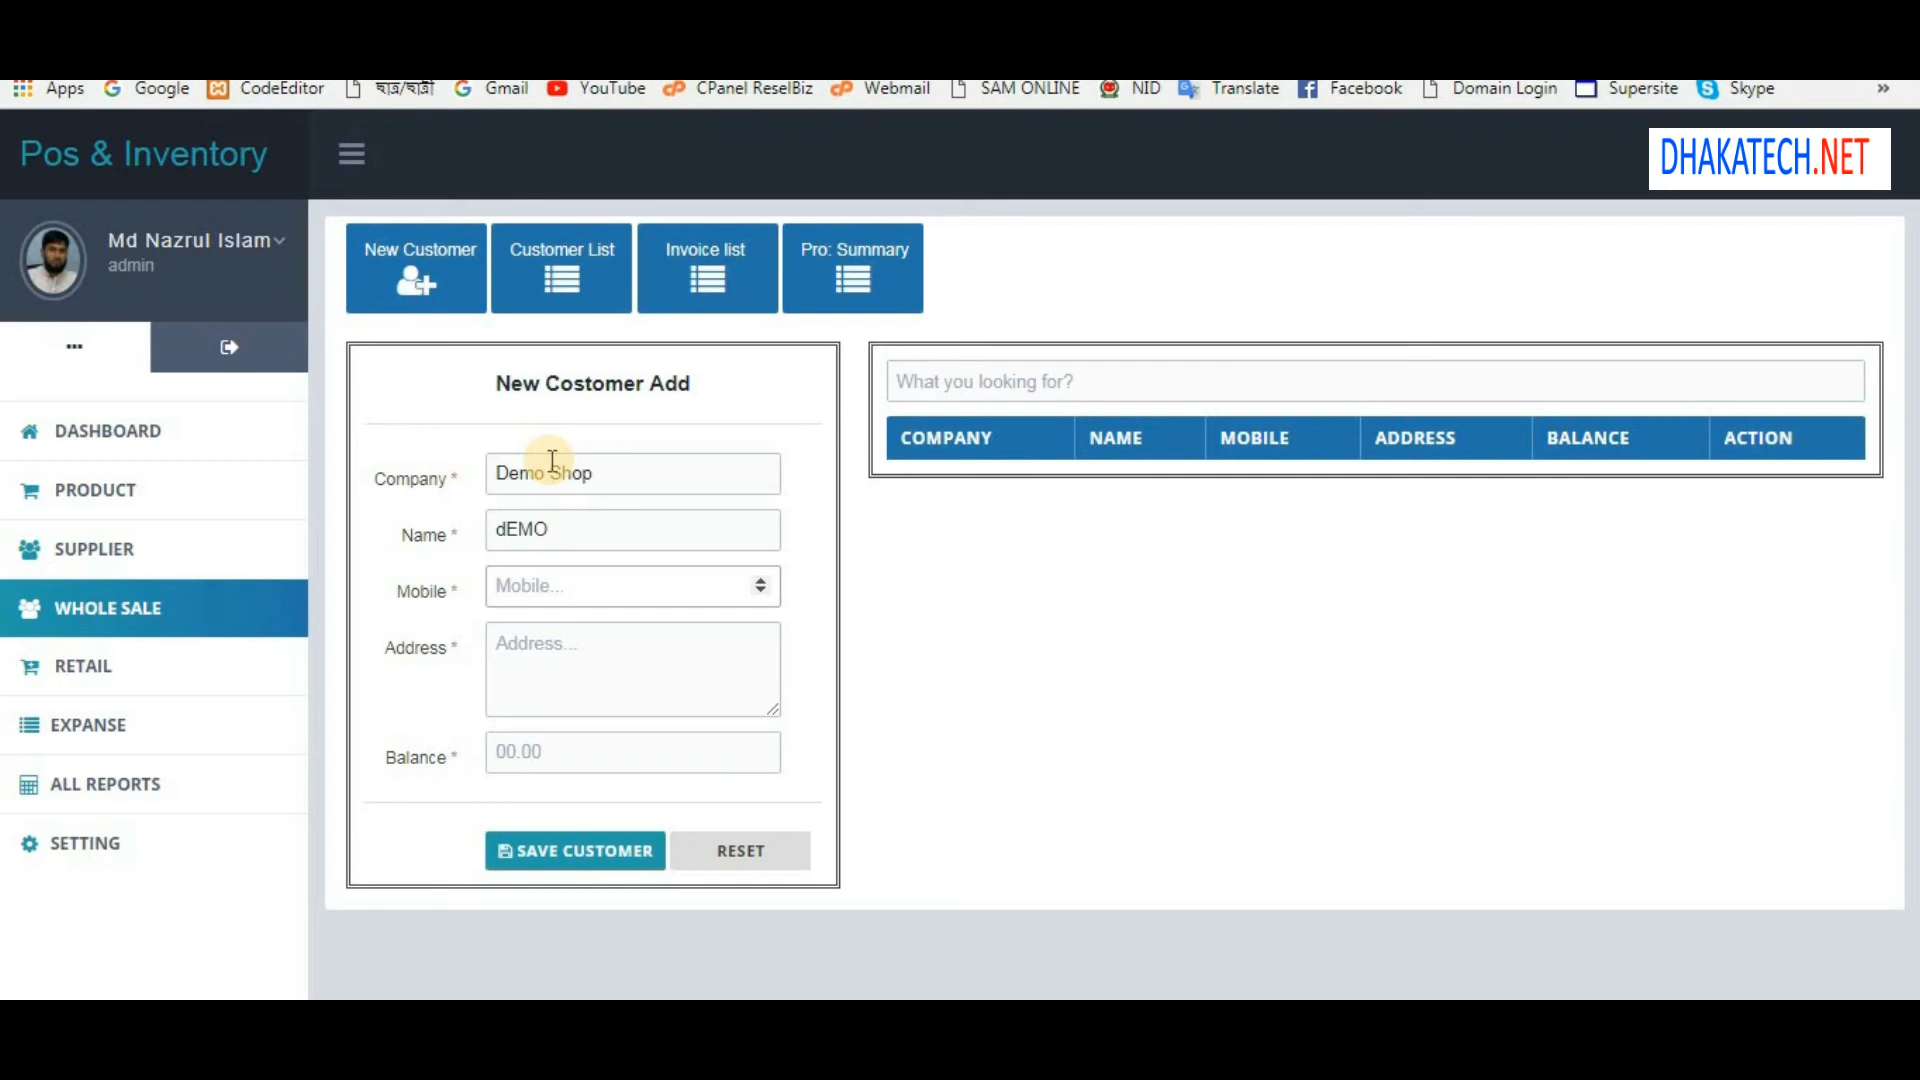 Apps Google CodeEditor ছাত্র/ছাত্রী Gmail YouTube CPanel ReselBiz Webmail SAM ONLINE NID Translate Facebook Domain Login Supersite Skype »
Pos & Inventory
DHAKATECH.NET
Md Nazrul Islam
admin
New Customer Customer List Invoice list Pro: Summary
DASHBOARD
PRODUCT
SUPPLIER
WHOLE SALE
RETAIL
EXPANSE
ALL REPORTS
SETTING
New Costomer Add
Company * Demo Shop
Name * dEMO
Mobile * Mobile...
Address * Address...
Balance * 00.00
SAVE CUSTOMER RESET
What you looking for?
COMPANY NAME MOBILE ADDRESS BALANCE ACTION